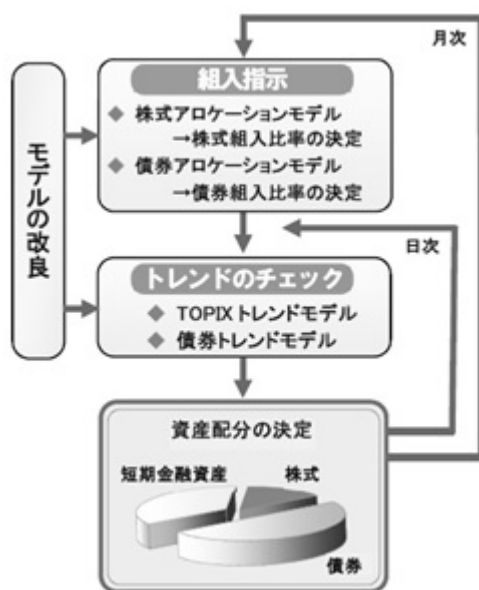 月次
組入指示
◆ 株式アロケーションモデル
→株式組入比率の決定
◆ 債券アロケーションモデル
→債券組入比率の決定
モデルの改良
日次
トレンドのチェック
◆ TOPIXトレンドモデル
◆ 債券トレンドモデル
資産配分の決定
短期金融資産
株式
債券